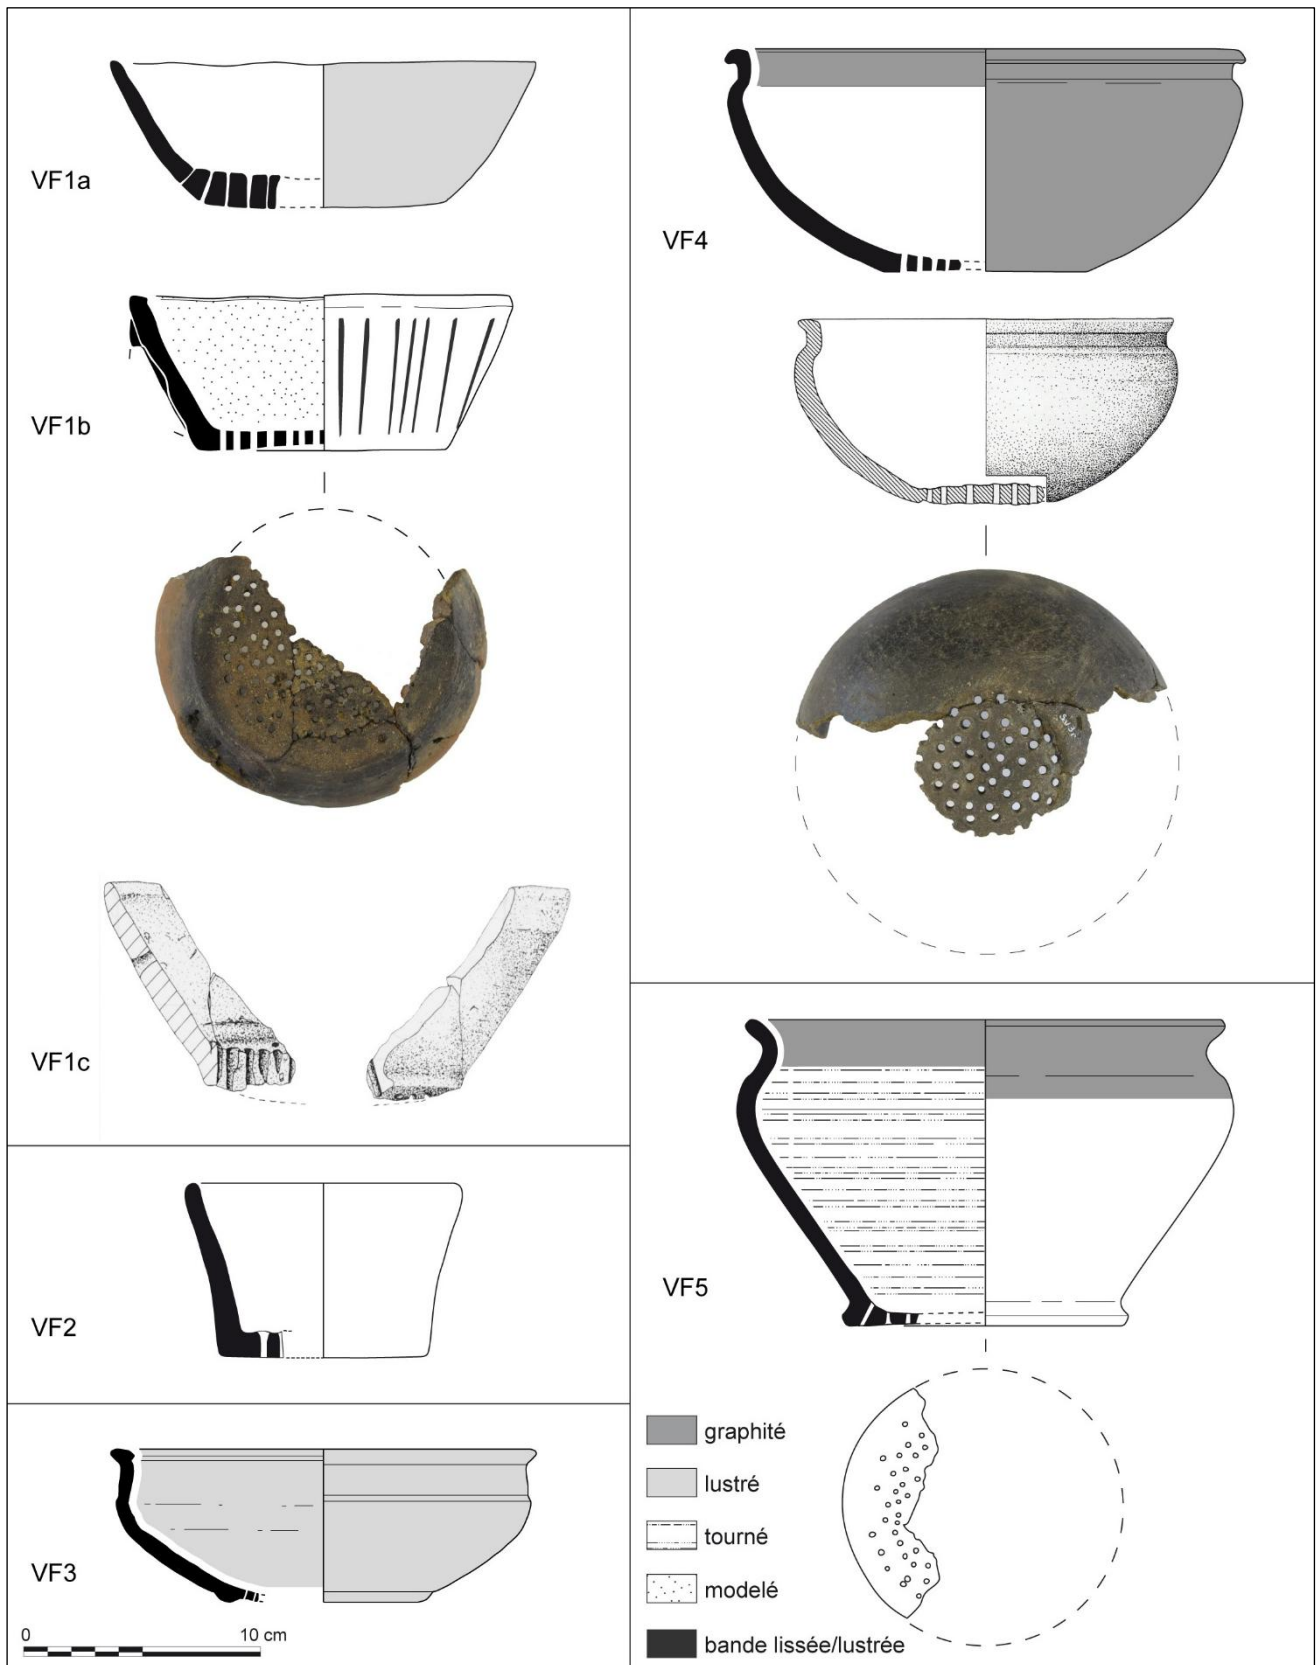 VF1a
VF1b
VF1c
VF2
VF3
0 10 cm
VF4
VF5
graphité
lustré
tourné
modelé
bande lissée/lustrée